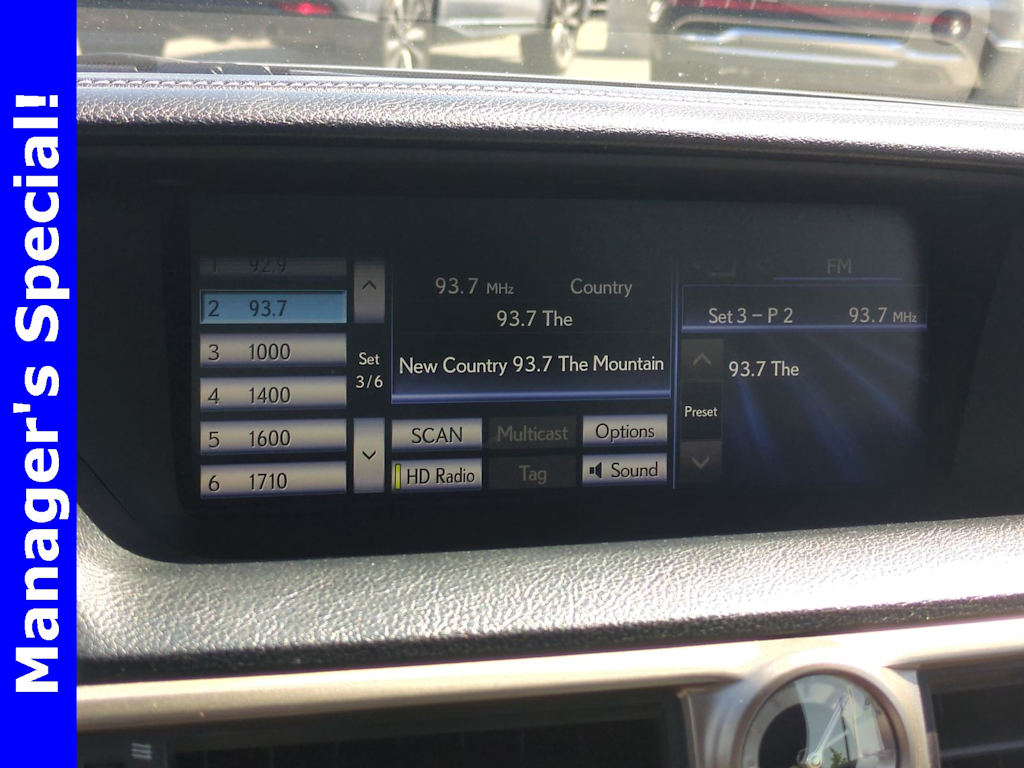 Manager's Special!
1 92.9
2 93.7
3 1000
4 1400
5 1600
6 1710
Set
3/6
93.7 MHz Country
93.7 The
New Country 93.7 The Mountain
SCAN Multicast Options
HD Radio Tag Sound
FM
Set 3 – P 2 93.7 MHz
93.7 The
Preset